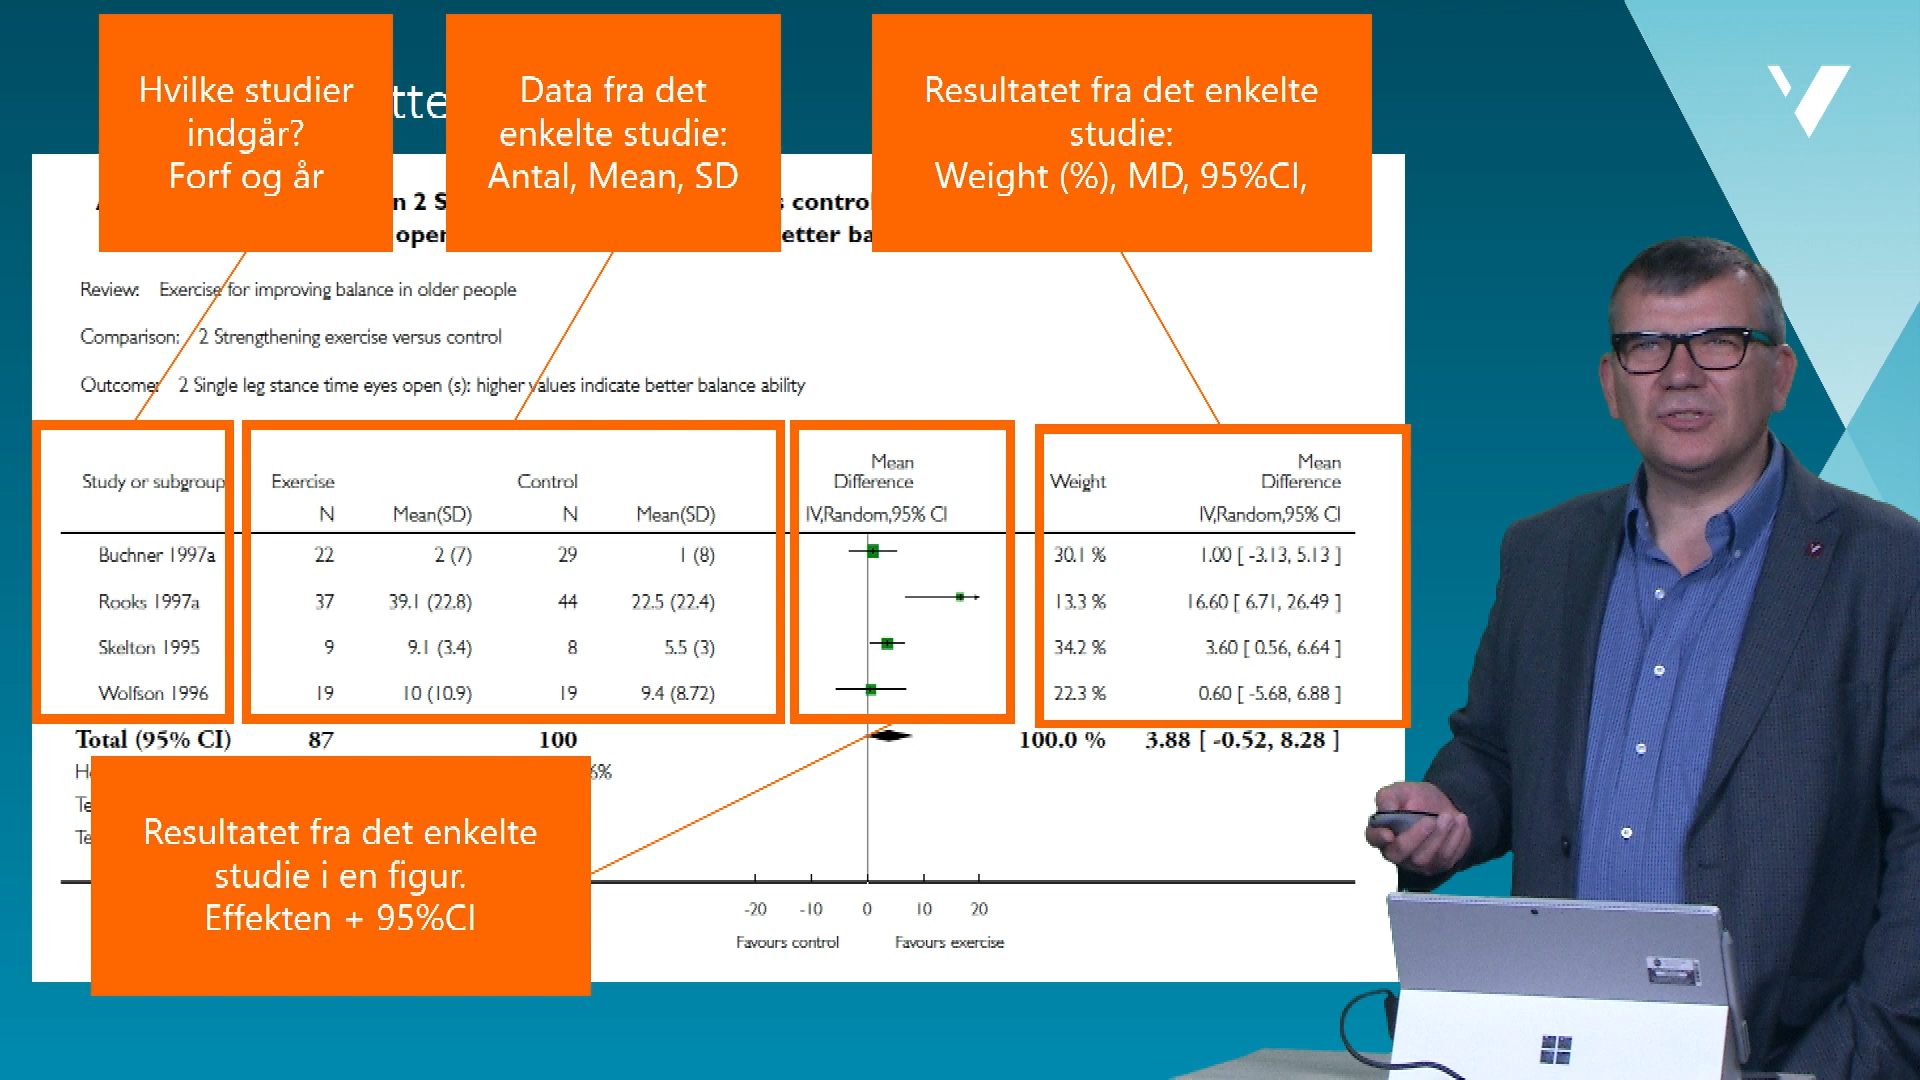 Hvilke studier
indgår?
Forf og år
tte
Data fra det
enkelte studie:
Antal, Mean, SD
Resultatet fra det enkelte
studie:
Weight (%), MD, 95%CI,
n 2 S
s control
open
etter ba
Review: Exercise for improving balance in older people
Comparison: 2 Strengthening exercise versus control
Outcome: 2 Single leg stance time eyes open (s): higher values indicate better balance ability
Study or subgroup Exercise Control Mean Difference Weight Mean Difference
N Mean(SD) N Mean(SD) IV,Random,95% CI IV,Random,95% CI
Buchner 1997a 22 2 (7) 29 1 (8) 30.1 % 1.00 [ -3.13, 5.13 ]
Rooks 1997a 37 39.1 (22.8) 44 22.5 (22.4) 13.3 % 16.60 [ 6.71, 26.49 ]
Skelton 1995 9 9.1 (3.4) 8 5.5 (3) 34.2 % 3.60 [ 0.56, 6.64 ]
Wolfson 1996 19 10 (10.9) 19 9.4 (8.72) 22.3 % 0.60 [ -5.68, 6.88 ]
Total (95% CI) 87 100 100.0 % 3.88 [ -0.52, 8.28 ]
6%
Te
Te
Resultatet fra det enkelte
studie i en figur.
Effekten + 95%CI
-20 -10 0 10 20
Favours control Favours exercise